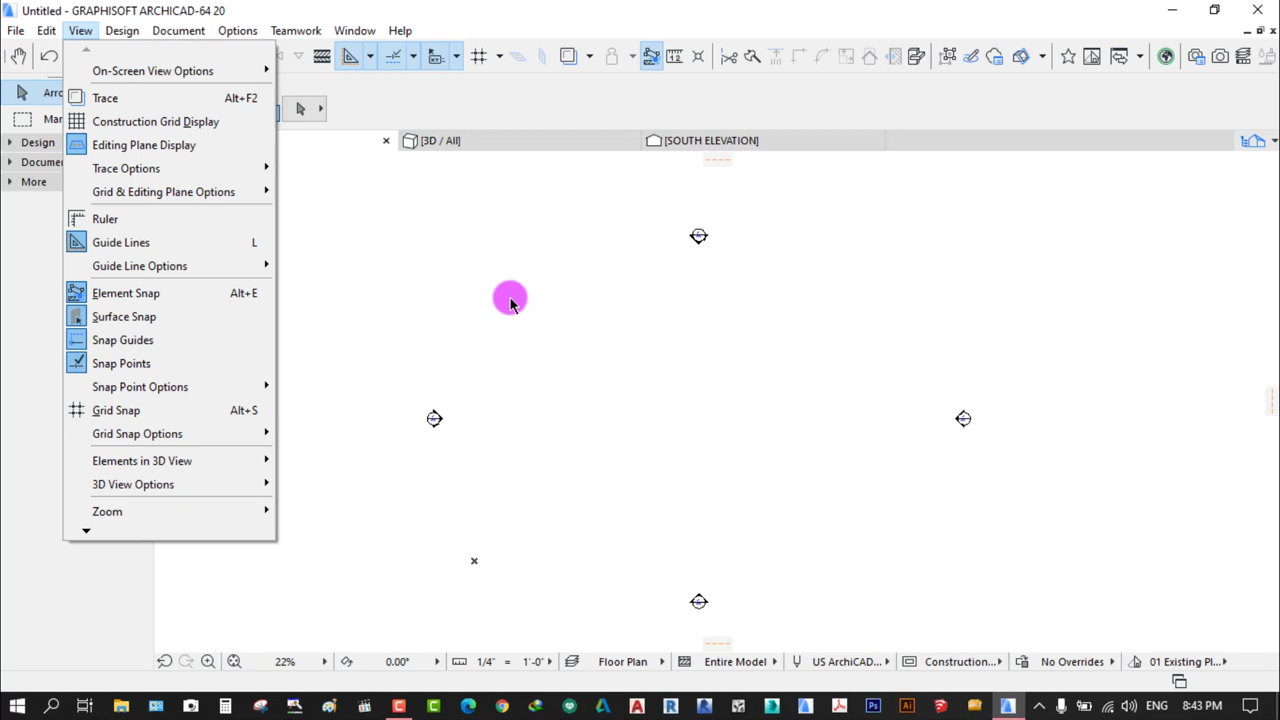 Untitled - GRAPHISOFT ARCHICAD-64 20
File Edit View Design Document Options Teamwork Window Help
On-Screen View Options
Trace Alt+F2
Construction Grid Display
Editing Plane Display
Trace Options
Grid & Editing Plane Options
Ruler
Guide Lines L
Guide Line Options
Element Snap Alt+E
Surface Snap
Snap Guides
Snap Points
Snap Point Options
Grid Snap Alt+S
Grid Snap Options
Elements in 3D View
3D View Options
Zoom
Arro
Mar
Design
Docume
More
[3D / All]
[SOUTH ELEVATION]
22% 0.00° 1/4" = 1'-0" Floor Plan Entire Model US ArchiCAD... Construction... No Overrides 01 Existing Pl...
ENG 8:43 PM